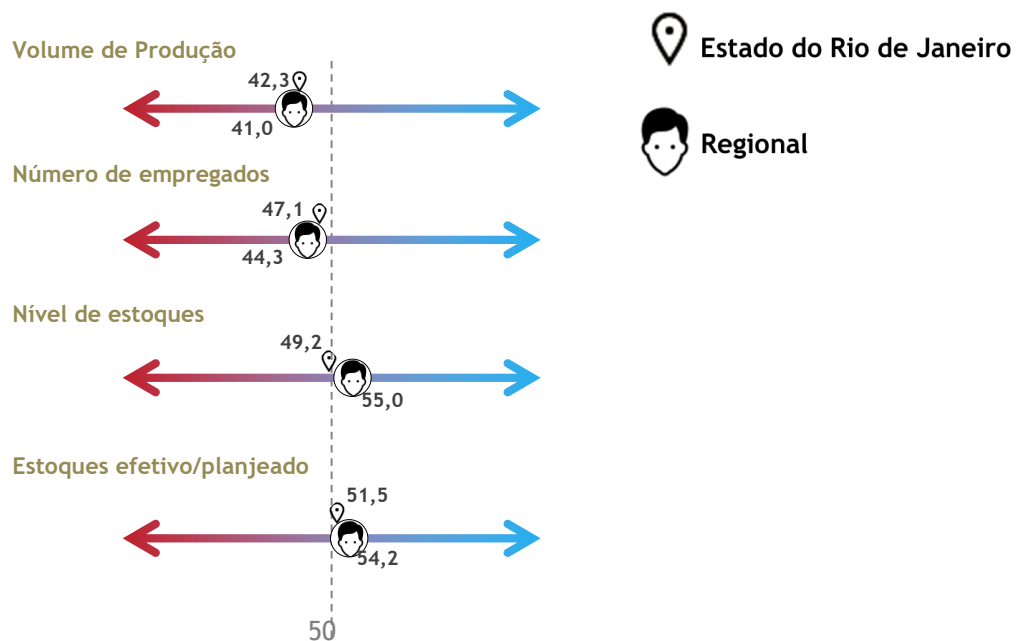 Estado do Rio de Janeiro
Regional
Volume de Produção
42,3
41,0
Número de empregados
47,1
44,3
Nível de estoques
49,2
55,0
Estoques efetivo/planjeado
51,5
54,2
50